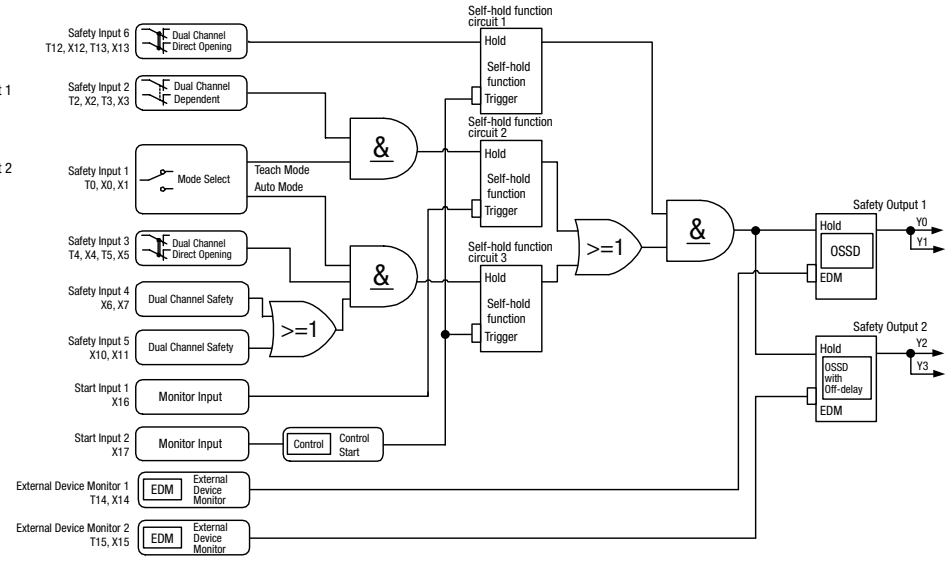 Safety Input 6
T12, X12, T13, X13
Dual Channel
Direct Opening
Self-hold function
circuit 1
Hold
Self-hold
function
Trigger
t 1
Safety Input 2
T2, X2, T3, X3
Dual Channel
Dependent
&
Self-hold function
circuit 2
Hold
Self-hold
function
Trigger
t 2
Safety Input 1
T0, X0, X1
Mode Select
Teach Mode
Auto Mode
Safety Input 3
T4, X4, T5, X5
Dual Channel
Direct Opening
&
Self-hold function
circuit 3
Hold
Self-hold
function
Trigger
>=1
&
Safety Output 1
Hold
OSSD
EDM
Y0
Y1
Safety Input 4
X6, X7
Dual Channel Safety
>=1
Safety Input 5
X10, X11
Dual Channel Safety
Safety Output 2
Hold
OSSD
with
Off-delay
EDM
Y2
Y3
Start Input 1
X16
Monitor Input
Start Input 2
X17
Monitor Input
Control
Control
Start
External Device Monitor 1
T14, X14
EDM
External
Device
Monitor
External Device Monitor 2
T15, X15
EDM
External
Device
Monitor